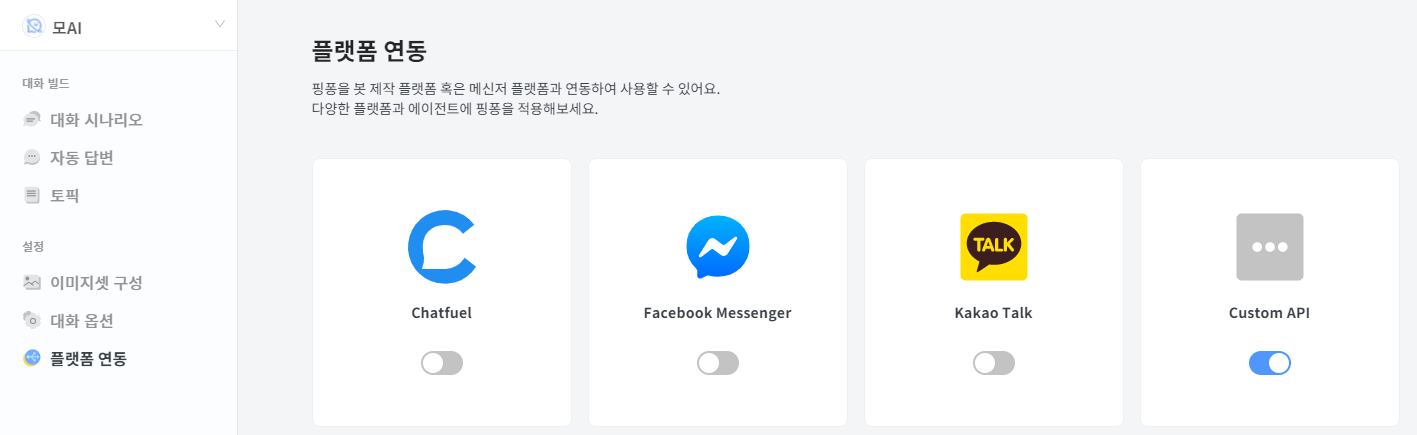 모AI
대화 빌드
대화 시나리오
자동 답변
토픽
설정
이미지셋 구성
대화 옵션
플랫폼 연동
플랫폼 연동
핑퐁을 봇 제작 플랫폼 혹은 메신저 플랫폼과 연동하여 사용할 수 있어요.
다양한 플랫폼과 에이전트에 핑퐁을 적용해보세요.
Chatfuel
Facebook Messenger
TALK
Kakao Talk
Custom API